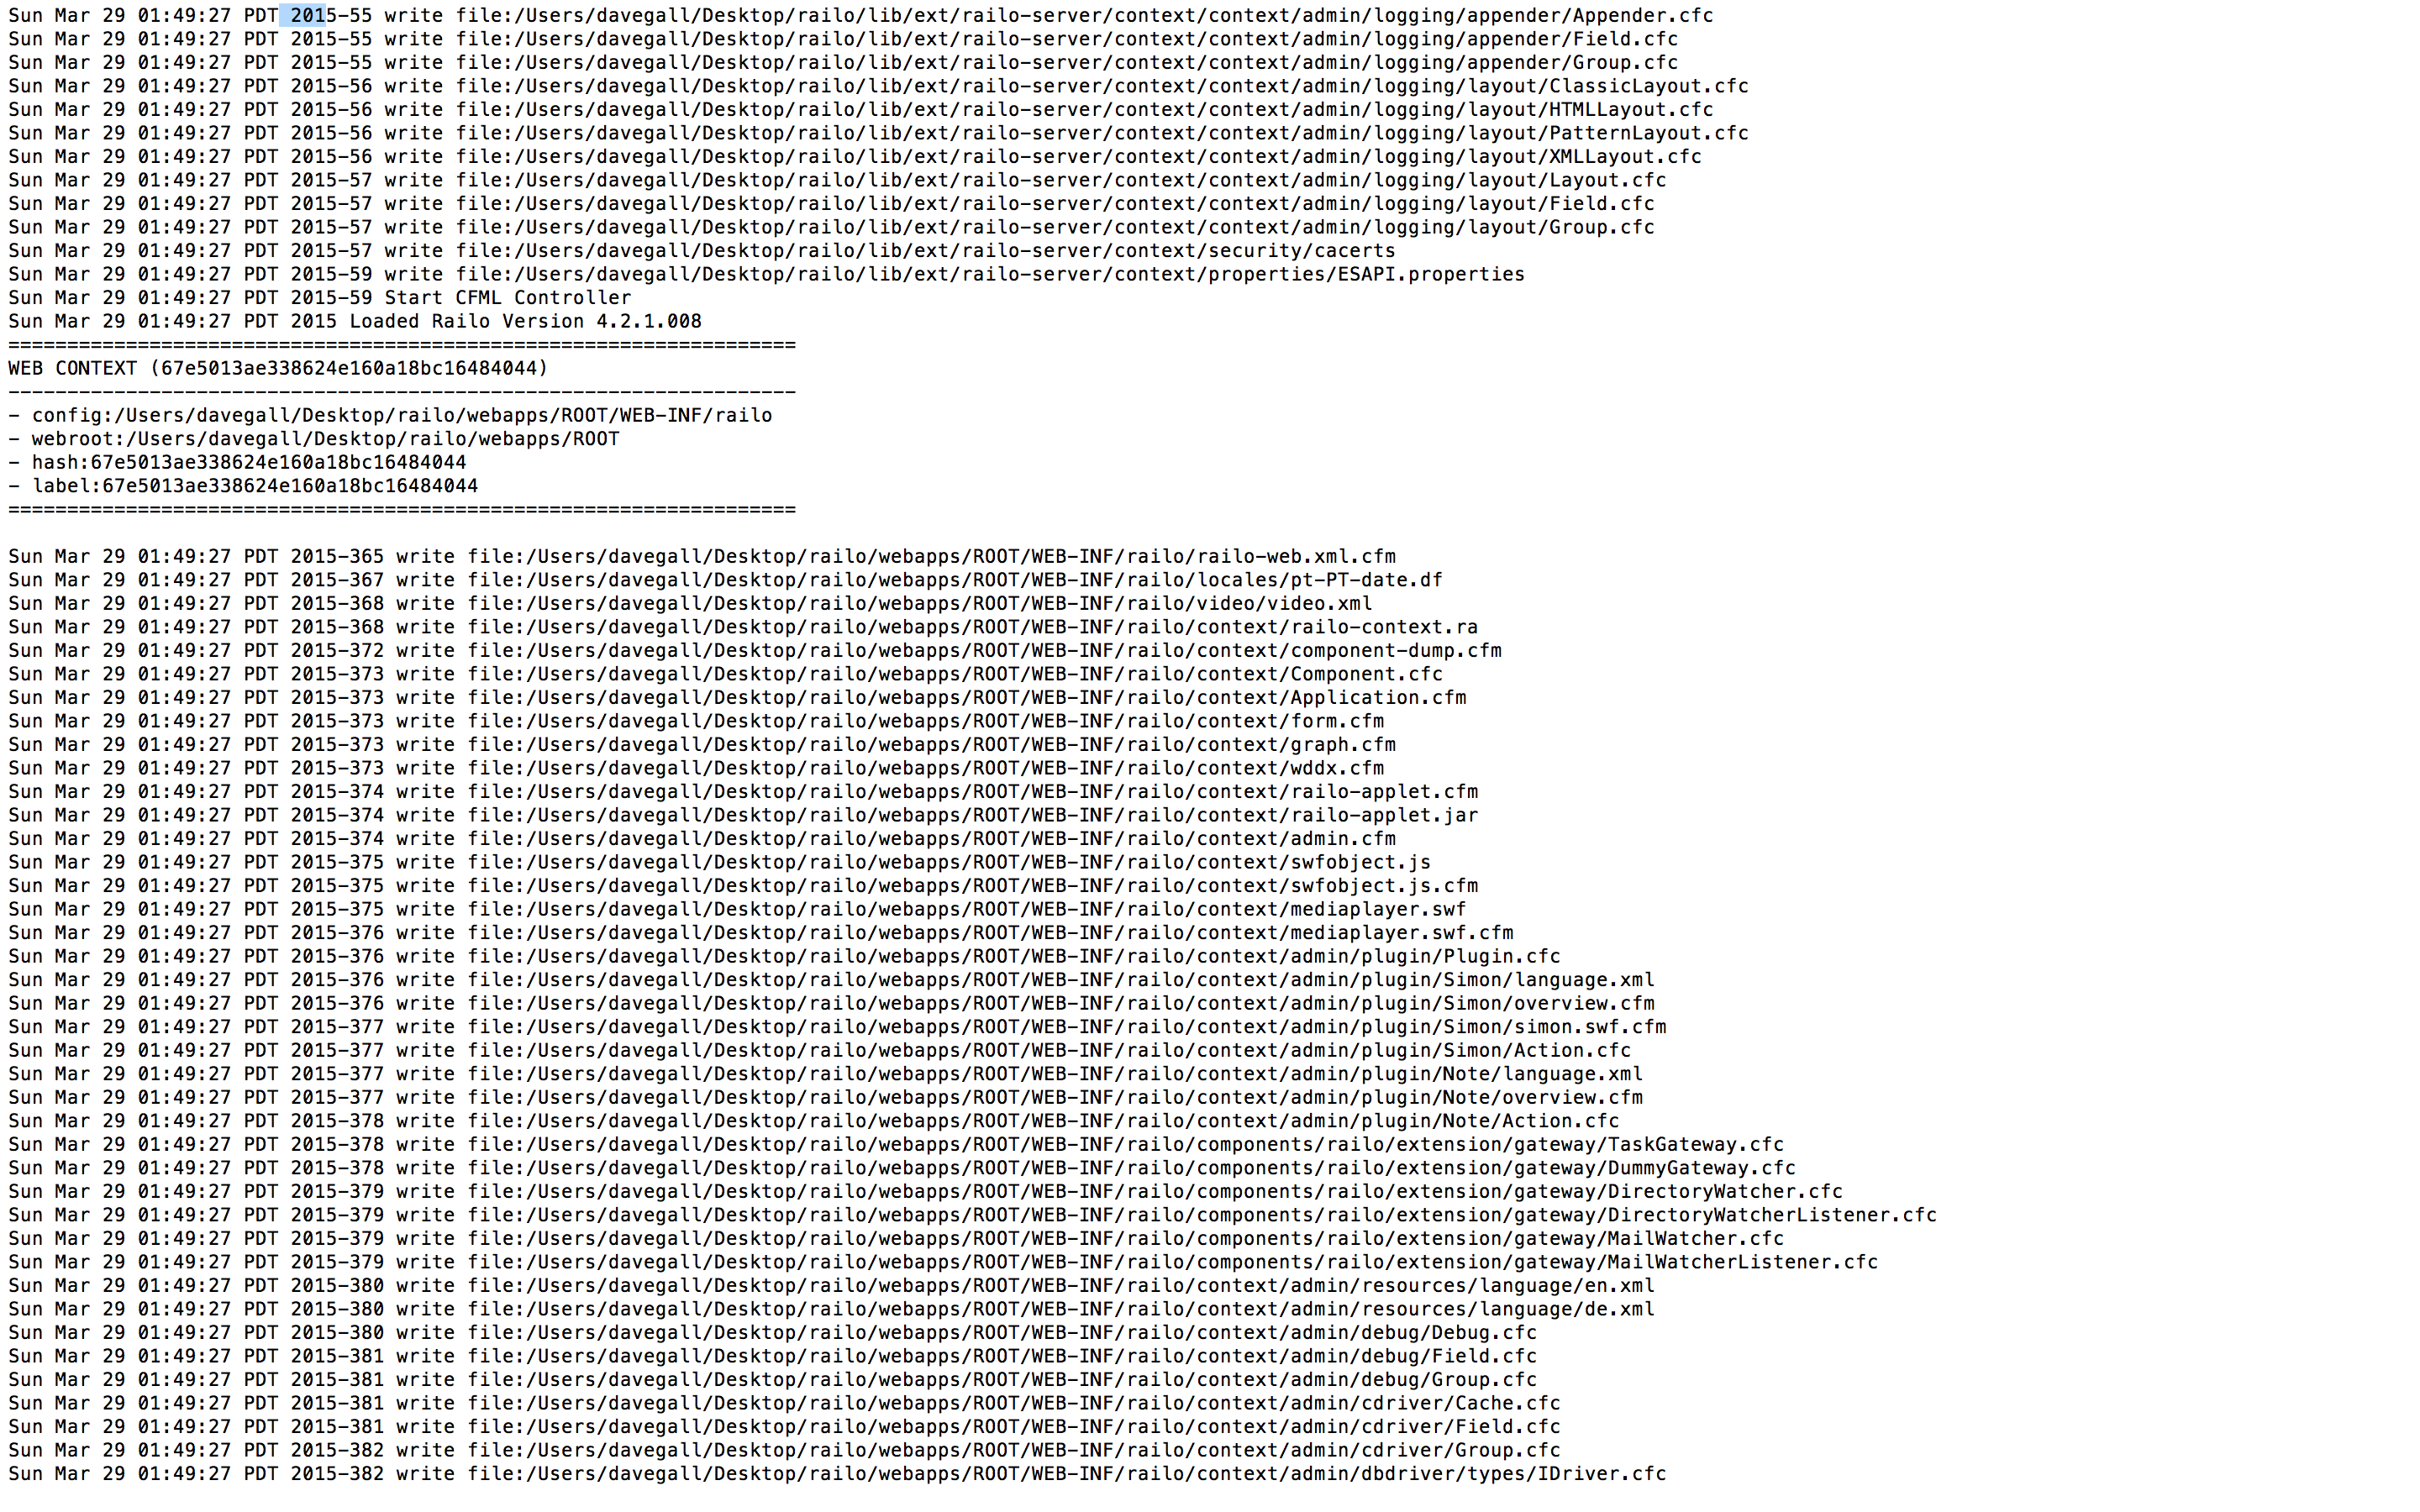 Sun Mar 29 01:49:27 PDT 2015-55 write file:/Users/davegall/Desktop/railo/lib/ext/railo-server/context/context/admin/logging/appender/Appender.cfc
Sun Mar 29 01:49:27 PDT 2015-55 write file:/Users/davegall/Desktop/railo/lib/ext/railo-server/context/context/admin/logging/appender/Field.cfc
Sun Mar 29 01:49:27 PDT 2015-55 write file:/Users/davegall/Desktop/railo/lib/ext/railo-server/context/context/admin/logging/appender/Group.cfc
Sun Mar 29 01:49:27 PDT 2015-56 write file:/Users/davegall/Desktop/railo/lib/ext/railo-server/context/context/admin/logging/layout/ClassicLayout.cfc
Sun Mar 29 01:49:27 PDT 2015-56 write file:/Users/davegall/Desktop/railo/lib/ext/railo-server/context/context/admin/logging/layout/HTMLLayout.cfc
Sun Mar 29 01:49:27 PDT 2015-56 write file:/Users/davegall/Desktop/railo/lib/ext/railo-server/context/context/admin/logging/layout/PatternLayout.cfc
Sun Mar 29 01:49:27 PDT 2015-56 write file:/Users/davegall/Desktop/railo/lib/ext/railo-server/context/context/admin/logging/layout/XMLLayout.cfc
Sun Mar 29 01:49:27 PDT 2015-57 write file:/Users/davegall/Desktop/railo/lib/ext/railo-server/context/context/admin/logging/layout/Layout.cfc
Sun Mar 29 01:49:27 PDT 2015-57 write file:/Users/davegall/Desktop/railo/lib/ext/railo-server/context/context/admin/logging/layout/Field.cfc
Sun Mar 29 01:49:27 PDT 2015-57 write file:/Users/davegall/Desktop/railo/lib/ext/railo-server/context/context/admin/logging/layout/Group.cfc
Sun Mar 29 01:49:27 PDT 2015-57 write file:/Users/davegall/Desktop/railo/lib/ext/railo-server/context/security/cacerts
Sun Mar 29 01:49:27 PDT 2015-59 write file:/Users/davegall/Desktop/railo/lib/ext/railo-server/context/properties/ESAPI.properties
Sun Mar 29 01:49:27 PDT 2015-59 Start CFML Controller
Sun Mar 29 01:49:27 PDT 2015 Loaded Railo Version 4.2.1.008
===================================================================
WEB CONTEXT (67e5013ae338624e160a18bc16484044)
-------------------------------------------------------------------
- config:/Users/davegall/Desktop/railo/webapps/ROOT/WEB-INF/railo
- webroot:/Users/davegall/Desktop/railo/webapps/ROOT
- hash:67e5013ae338624e160a18bc16484044
- label:67e5013ae338624e160a18bc16484044
===================================================================
Sun Mar 29 01:49:27 PDT 2015-365 write file:/Users/davegall/Desktop/railo/webapps/ROOT/WEB-INF/railo/railo-web.xml.cfm
Sun Mar 29 01:49:27 PDT 2015-367 write file:/Users/davegall/Desktop/railo/webapps/ROOT/WEB-INF/railo/locales/pt-PT-date.df
Sun Mar 29 01:49:27 PDT 2015-368 write file:/Users/davegall/Desktop/railo/webapps/ROOT/WEB-INF/railo/video/video.xml
Sun Mar 29 01:49:27 PDT 2015-368 write file:/Users/davegall/Desktop/railo/webapps/ROOT/WEB-INF/railo/context/railo-context.ra
Sun Mar 29 01:49:27 PDT 2015-372 write file:/Users/davegall/Desktop/railo/webapps/ROOT/WEB-INF/railo/context/component-dump.cfm
Sun Mar 29 01:49:27 PDT 2015-373 write file:/Users/davegall/Desktop/railo/webapps/ROOT/WEB-INF/railo/context/Component.cfc
Sun Mar 29 01:49:27 PDT 2015-373 write file:/Users/davegall/Desktop/railo/webapps/ROOT/WEB-INF/railo/context/Application.cfm
Sun Mar 29 01:49:27 PDT 2015-373 write file:/Users/davegall/Desktop/railo/webapps/ROOT/WEB-INF/railo/context/form.cfm
Sun Mar 29 01:49:27 PDT 2015-373 write file:/Users/davegall/Desktop/railo/webapps/ROOT/WEB-INF/railo/context/graph.cfm
Sun Mar 29 01:49:27 PDT 2015-373 write file:/Users/davegall/Desktop/railo/webapps/ROOT/WEB-INF/railo/context/wddx.cfm
Sun Mar 29 01:49:27 PDT 2015-374 write file:/Users/davegall/Desktop/railo/webapps/ROOT/WEB-INF/railo/context/railo-applet.cfm
Sun Mar 29 01:49:27 PDT 2015-374 write file:/Users/davegall/Desktop/railo/webapps/ROOT/WEB-INF/railo/context/railo-applet.jar
Sun Mar 29 01:49:27 PDT 2015-374 write file:/Users/davegall/Desktop/railo/webapps/ROOT/WEB-INF/railo/context/admin.cfm
Sun Mar 29 01:49:27 PDT 2015-375 write file:/Users/davegall/Desktop/railo/webapps/ROOT/WEB-INF/railo/context/swfobject.js
Sun Mar 29 01:49:27 PDT 2015-375 write file:/Users/davegall/Desktop/railo/webapps/ROOT/WEB-INF/railo/context/swfobject.js.cfm
Sun Mar 29 01:49:27 PDT 2015-375 write file:/Users/davegall/Desktop/railo/webapps/ROOT/WEB-INF/railo/context/mediaplayer.swf
Sun Mar 29 01:49:27 PDT 2015-376 write file:/Users/davegall/Desktop/railo/webapps/ROOT/WEB-INF/railo/context/mediaplayer.swf.cfm
Sun Mar 29 01:49:27 PDT 2015-376 write file:/Users/davegall/Desktop/railo/webapps/ROOT/WEB-INF/railo/context/admin/plugin/Plugin.cfc
Sun Mar 29 01:49:27 PDT 2015-376 write file:/Users/davegall/Desktop/railo/webapps/ROOT/WEB-INF/railo/context/admin/plugin/Simon/language.xml
Sun Mar 29 01:49:27 PDT 2015-376 write file:/Users/davegall/Desktop/railo/webapps/ROOT/WEB-INF/railo/context/admin/plugin/Simon/overview.cfm
Sun Mar 29 01:49:27 PDT 2015-377 write file:/Users/davegall/Desktop/railo/webapps/ROOT/WEB-INF/railo/context/admin/plugin/Simon/simon.swf.cfm
Sun Mar 29 01:49:27 PDT 2015-377 write file:/Users/davegall/Desktop/railo/webapps/ROOT/WEB-INF/railo/context/admin/plugin/Simon/Action.cfc
Sun Mar 29 01:49:27 PDT 2015-377 write file:/Users/davegall/Desktop/railo/webapps/ROOT/WEB-INF/railo/context/admin/plugin/Note/language.xml
Sun Mar 29 01:49:27 PDT 2015-377 write file:/Users/davegall/Desktop/railo/webapps/ROOT/WEB-INF/railo/context/admin/plugin/Note/overview.cfm
Sun Mar 29 01:49:27 PDT 2015-378 write file:/Users/davegall/Desktop/railo/webapps/ROOT/WEB-INF/railo/context/admin/plugin/Note/Action.cfc
Sun Mar 29 01:49:27 PDT 2015-378 write file:/Users/davegall/Desktop/railo/webapps/ROOT/WEB-INF/railo/components/railo/extension/gateway/TaskGateway.cfc
Sun Mar 29 01:49:27 PDT 2015-378 write file:/Users/davegall/Desktop/railo/webapps/ROOT/WEB-INF/railo/components/railo/extension/gateway/DummyGateway.cfc
Sun Mar 29 01:49:27 PDT 2015-379 write file:/Users/davegall/Desktop/railo/webapps/ROOT/WEB-INF/railo/components/railo/extension/gateway/DirectoryWatcher.cfc
Sun Mar 29 01:49:27 PDT 2015-379 write file:/Users/davegall/Desktop/railo/webapps/ROOT/WEB-INF/railo/components/railo/extension/gateway/DirectoryWatcherListener.cfc
Sun Mar 29 01:49:27 PDT 2015-379 write file:/Users/davegall/Desktop/railo/webapps/ROOT/WEB-INF/railo/components/railo/extension/gateway/MailWatcher.cfc
Sun Mar 29 01:49:27 PDT 2015-379 write file:/Users/davegall/Desktop/railo/webapps/ROOT/WEB-INF/railo/components/railo/extension/gateway/MailWatcherListener.cfc
Sun Mar 29 01:49:27 PDT 2015-380 write file:/Users/davegall/Desktop/railo/webapps/ROOT/WEB-INF/railo/context/admin/resources/language/en.xml
Sun Mar 29 01:49:27 PDT 2015-380 write file:/Users/davegall/Desktop/railo/webapps/ROOT/WEB-INF/railo/context/admin/resources/language/de.xml
Sun Mar 29 01:49:27 PDT 2015-380 write file:/Users/davegall/Desktop/railo/webapps/ROOT/WEB-INF/railo/context/admin/debug/Debug.cfc
Sun Mar 29 01:49:27 PDT 2015-381 write file:/Users/davegall/Desktop/railo/webapps/ROOT/WEB-INF/railo/context/admin/debug/Field.cfc
Sun Mar 29 01:49:27 PDT 2015-381 write file:/Users/davegall/Desktop/railo/webapps/ROOT/WEB-INF/railo/context/admin/debug/Group.cfc
Sun Mar 29 01:49:27 PDT 2015-381 write file:/Users/davegall/Desktop/railo/webapps/ROOT/WEB-INF/railo/context/admin/cdriver/Cache.cfc
Sun Mar 29 01:49:27 PDT 2015-381 write file:/Users/davegall/Desktop/railo/webapps/ROOT/WEB-INF/railo/context/admin/cdriver/Field.cfc
Sun Mar 29 01:49:27 PDT 2015-382 write file:/Users/davegall/Desktop/railo/webapps/ROOT/WEB-INF/railo/context/admin/cdriver/Group.cfc
Sun Mar 29 01:49:27 PDT 2015-382 write file:/Users/davegall/Desktop/railo/webapps/ROOT/WEB-INF/railo/context/admin/dbdriver/types/IDriver.cfc